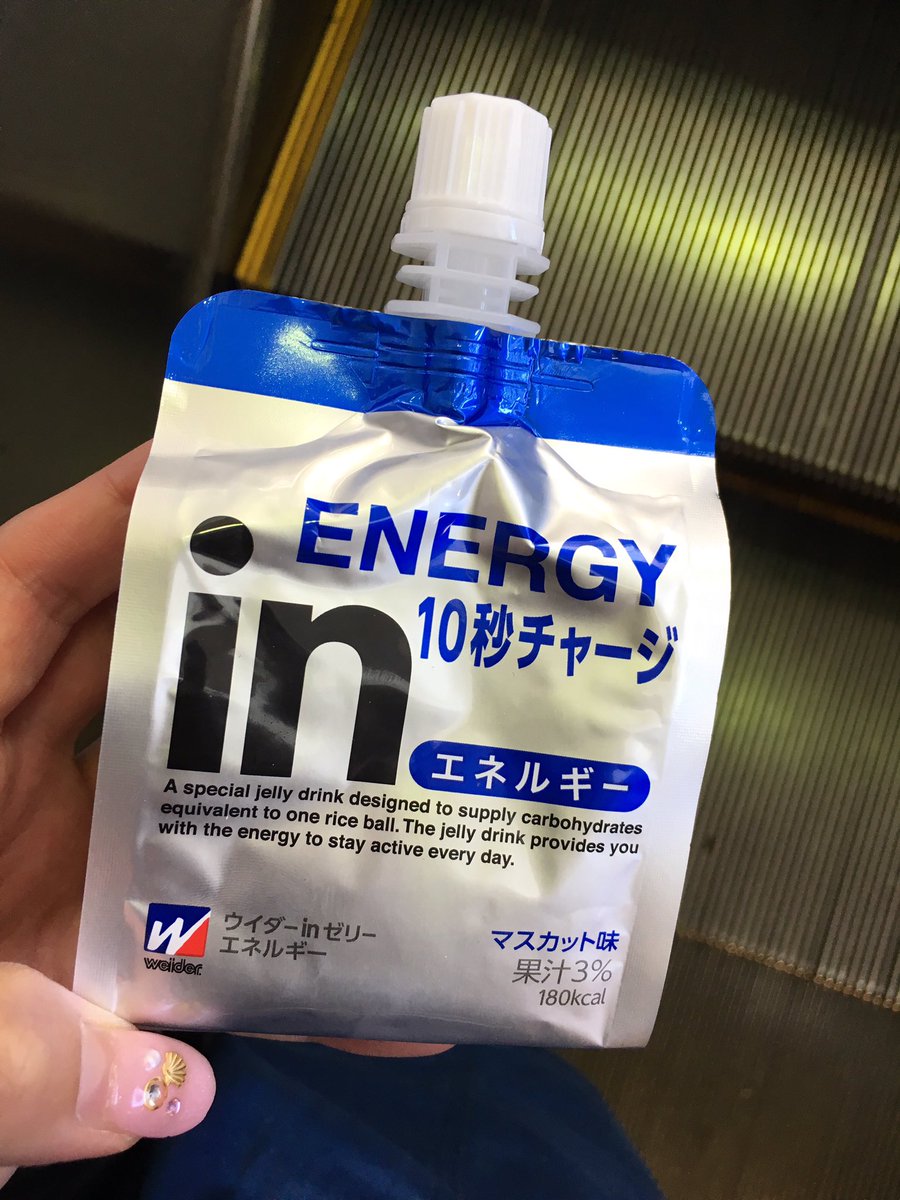 ENERGY
in
10秒チャージ
エネルギー
A special jelly drink designed to supply carbohydrates
equivalent to one rice ball. The jelly drink provides you
with the energy to stay active every day.
W
weider
ウイダーinゼリー
エネルギー
マスカット味
果汁3%
180kcal